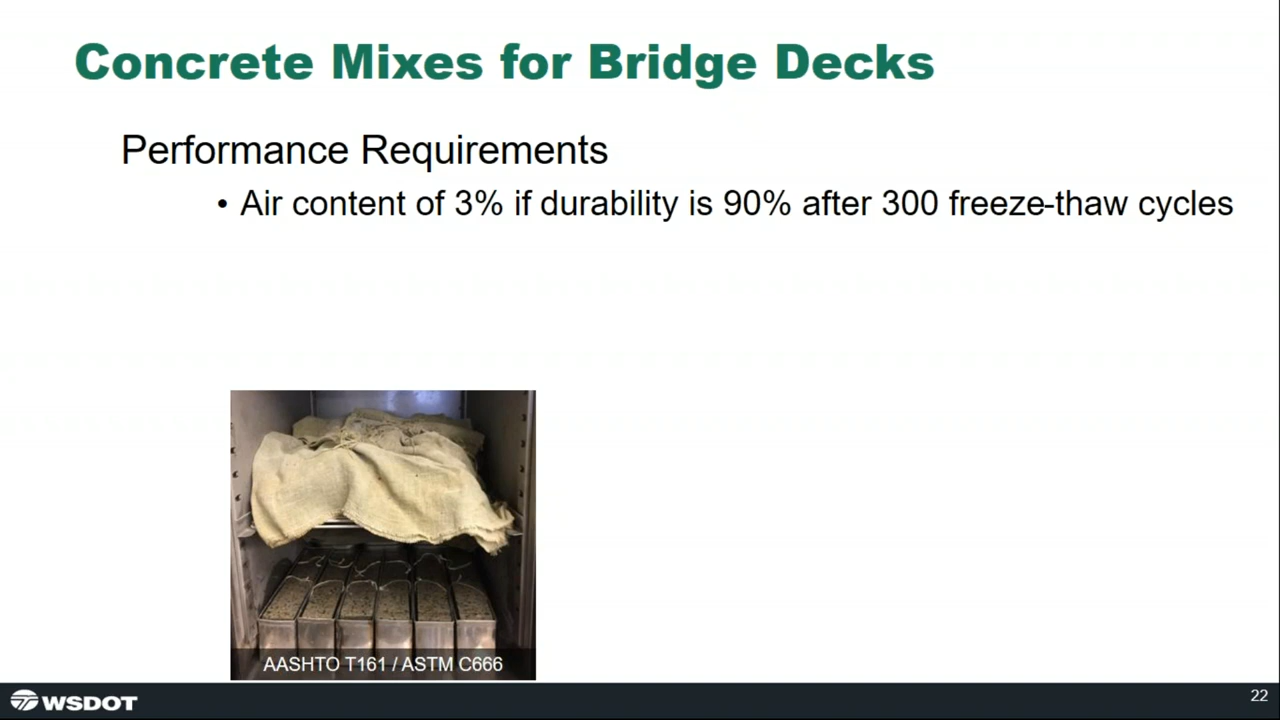 Concrete Mixes for Bridge Decks
Performance Requirements
• Air content of 3% if durability is 90% after 300 freeze-thaw cycles
AASHTO T161 / ASTM C666
WSDOT
22